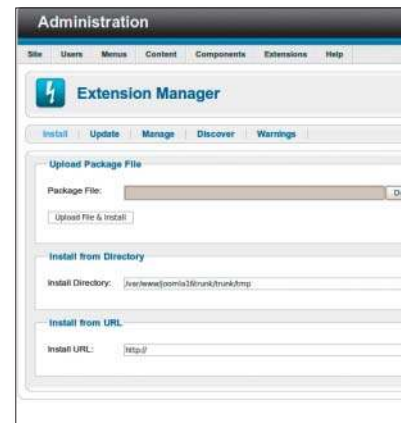 Administration
Site Users Menus Content Components Extensions Help
Extension Manager
Install Update Manage Discover Warnings
Upload Package File
Package File:
Upload File & Install
Install from Directory
Install Directory: /var/www/joomla16/trunk/trunk/tmp
Install from URL
Install URL: http://